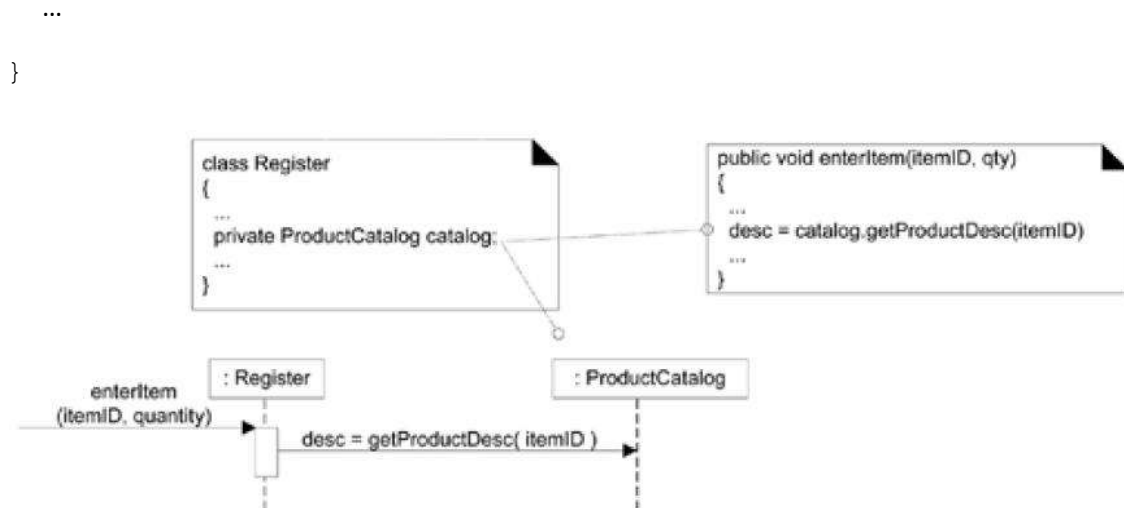 ...
}
class Register
{
...
private ProductCatalog catalog;
...
}
public void enterItem(itemID, qty)
{
...
desc = catalog.getProductDesc(itemID)
...
}
: Register
: ProductCatalog
enterItem
(itemID, quantity)
desc = getProductDesc( itemID )